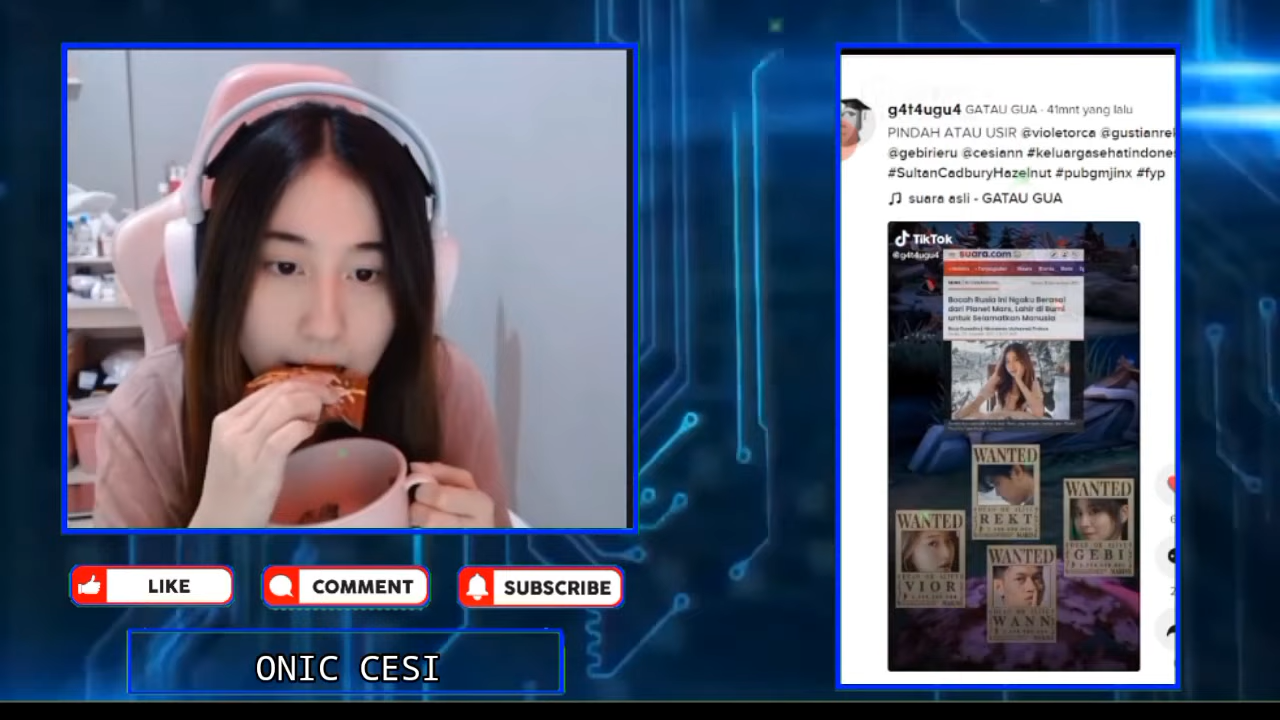 LIKE
COMMENT
SUBSCRIBE
ONIC CESI
g4t4ugu4 GATAU GUA · 41mnt yang lalu
PINDAH ATAU USIR @violetorca @gustianrek
@gebirieru @cesiann #keluargasehatindones
#SultanCadburyHazelnut #pubgmjinx #fyp
suara asli - GATAU GUA
TikTok
@g4t4ugu4
suara.com
Bocah Rusia Ini Ngaku Berasal
dari Planet Mars, Lahir di Bumi
untuk Selamatkan Manusia
WANTED
REKT
WANTED
GEBI
WANTED
VIOR
WANTED
WANN